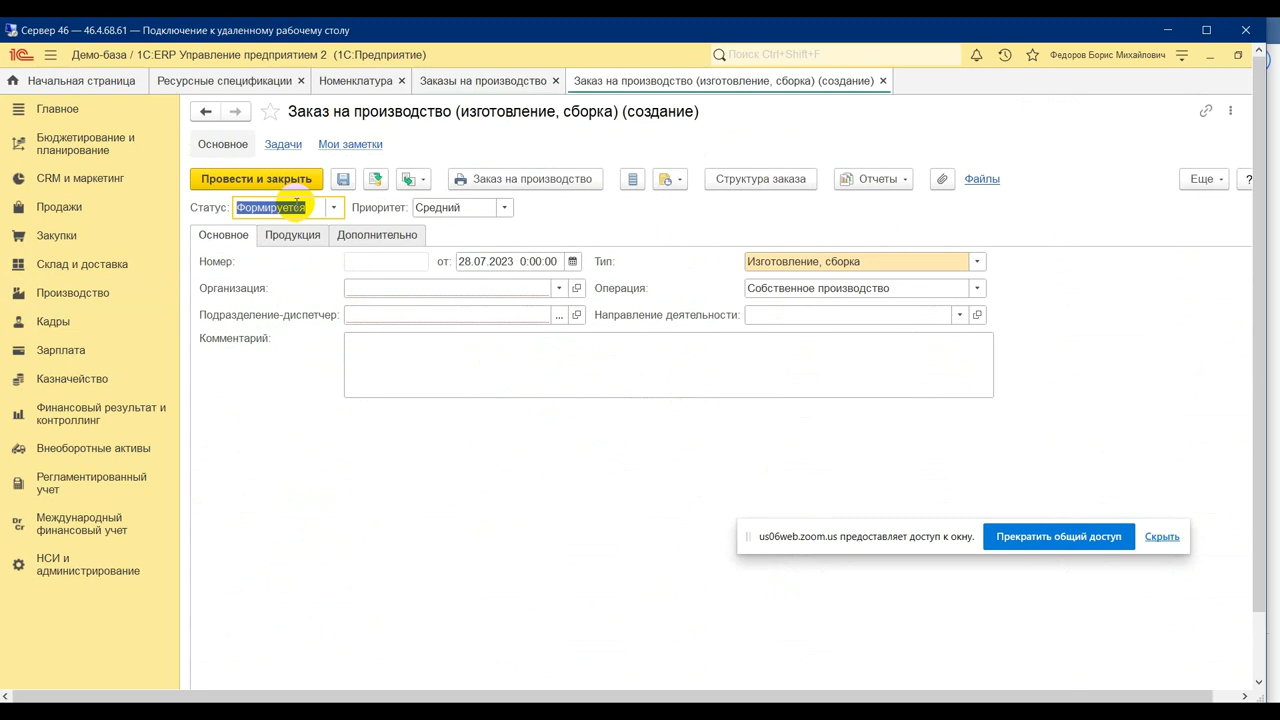 Сервер 46 — 46.4.68.61 — Подключение к удаленному рабочему столу
1С Демо-база / 1С:ERP Управление предприятием 2 (1С:Предприятие) Поиск Ctrl+Shift+F Федоров Борис Михайлович
Начальная страница Ресурсные спецификации Номенклатура Заказы на производство Заказ на производство (изготовление, сборка) (создание)
Главное
Бюджетирование и
планирование
CRM и маркетинг
Продажи
Закупки
Склад и доставка
Производство
Кадры
Зарплата
Казначейство
Финансовый результат и
контроллинг
Внеоборотные активы
Регламентированный
учет
Dr
Cr
Международный
финансовый учет
НСИ и
администрирование
Заказ на производство (изготовление, сборка) (создание)
Основное Задачи Мои заметки
Провести и закрыть Заказ на производство Структура заказа Отчеты Файлы Еще ?
Статус: Формируется Приоритет: Средний
Основное Продукция Дополнительно
Номер: от: 28.07.2023 0:00:00 Тип: Изготовление, сборка
Организация: Операция: Собственное производство
Подразделение-диспетчер: ... Направление деятельности:
Комментарий:
us06web.zoom.us предоставляет доступ к окну. Прекратить общий доступ Скрыть